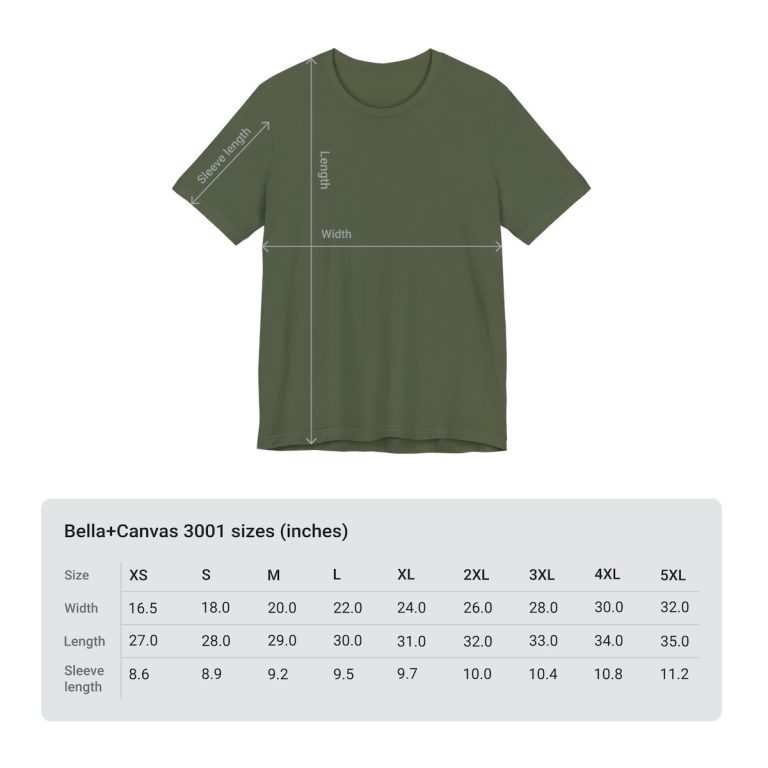 Sleeve length
Length
Width
Bella+Canvas 3001 sizes (inches)
Size XS S M L XL 2XL 3XL 4XL 5XL
Width 16.5 18.0 20.0 22.0 24.0 26.0 28.0 30.0 32.0
Length 27.0 28.0 29.0 30.0 31.0 32.0 33.0 34.0 35.0
Sleeve
length 8.6 8.9 9.2 9.5 9.7 10.0 10.4 10.8 11.2